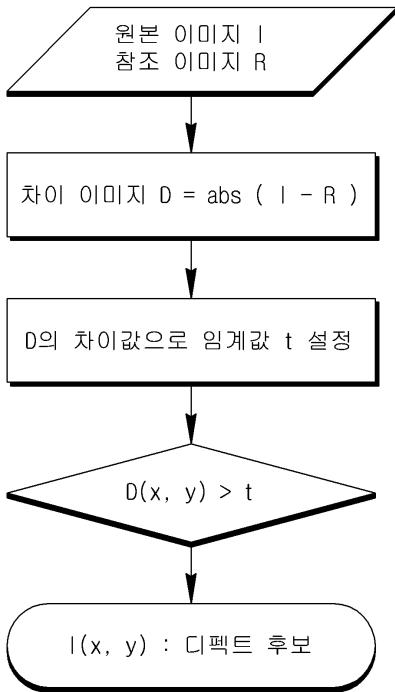 원본 이미지 I
참조 이미지 R
차이 이미지 D = abs ( I - R )
D의 차이값으로 임계값 t 설정
D(x, y) > t
I(x, y) : 디펙트 후보